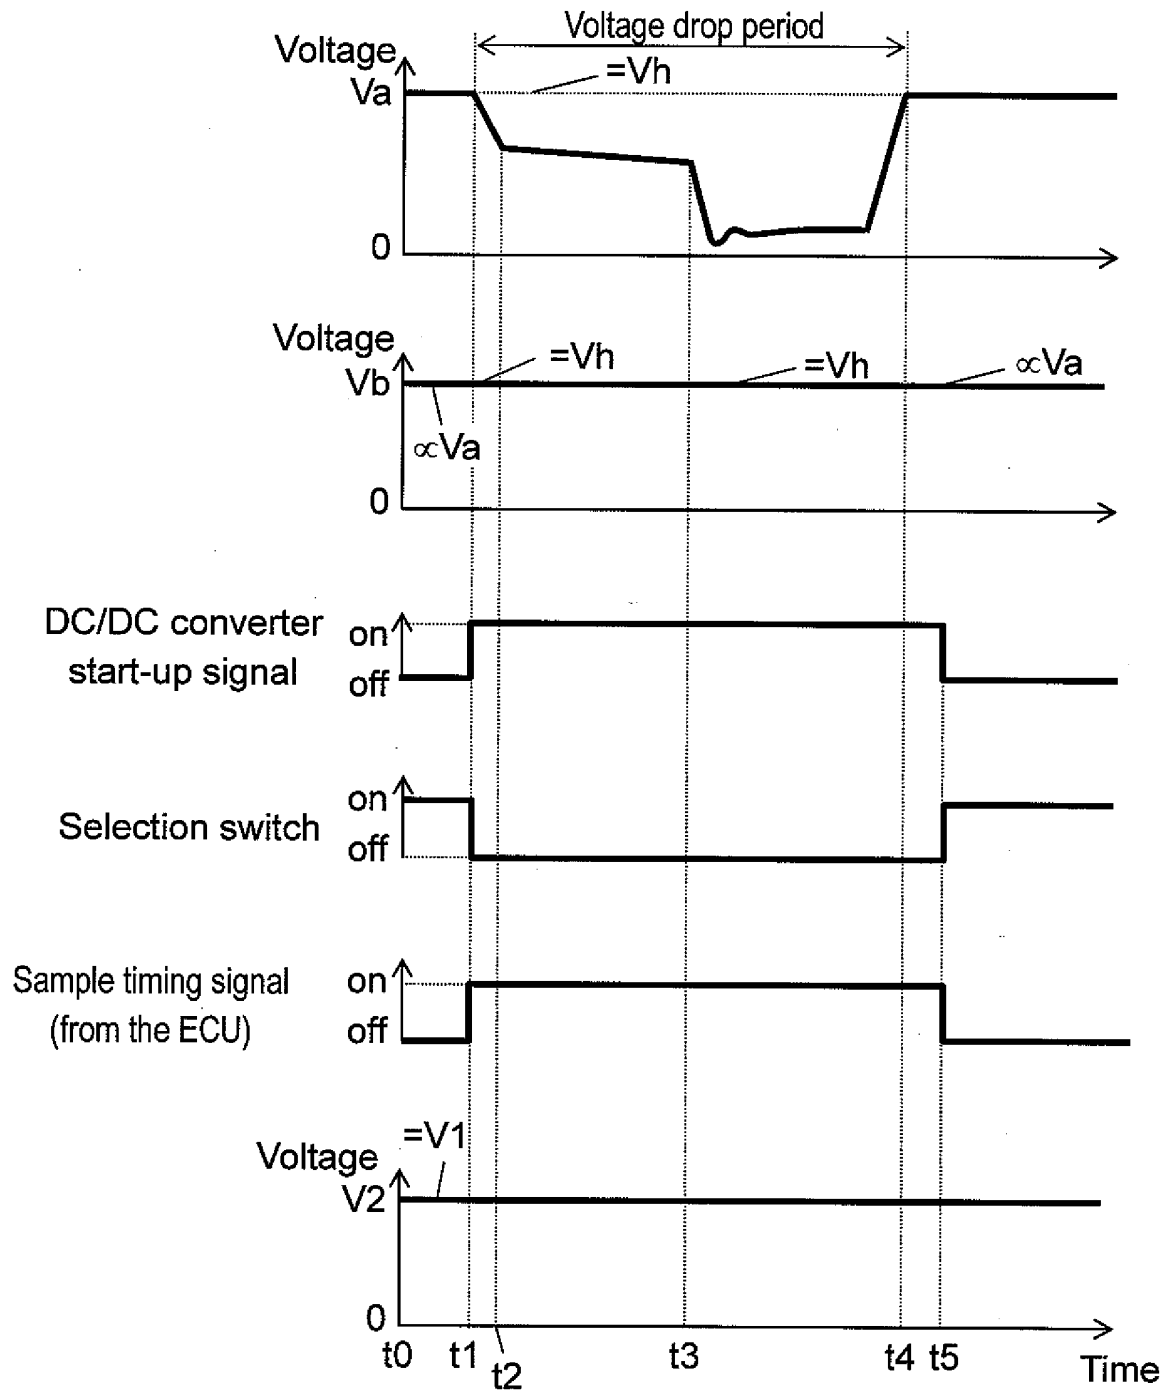 Voltage drop period
Voltage
=Vh
Va
0
Voltage
=Vh
=Vh
∝Va
Vb
∝Va
0
DC/DC converter
start-up signal
on
off
Selection switch
on
off
Sample timing signal
(from the ECU)
on
off
=V1
Voltage
V2
0
t0 t1 t2 t3 t4 t5 Time